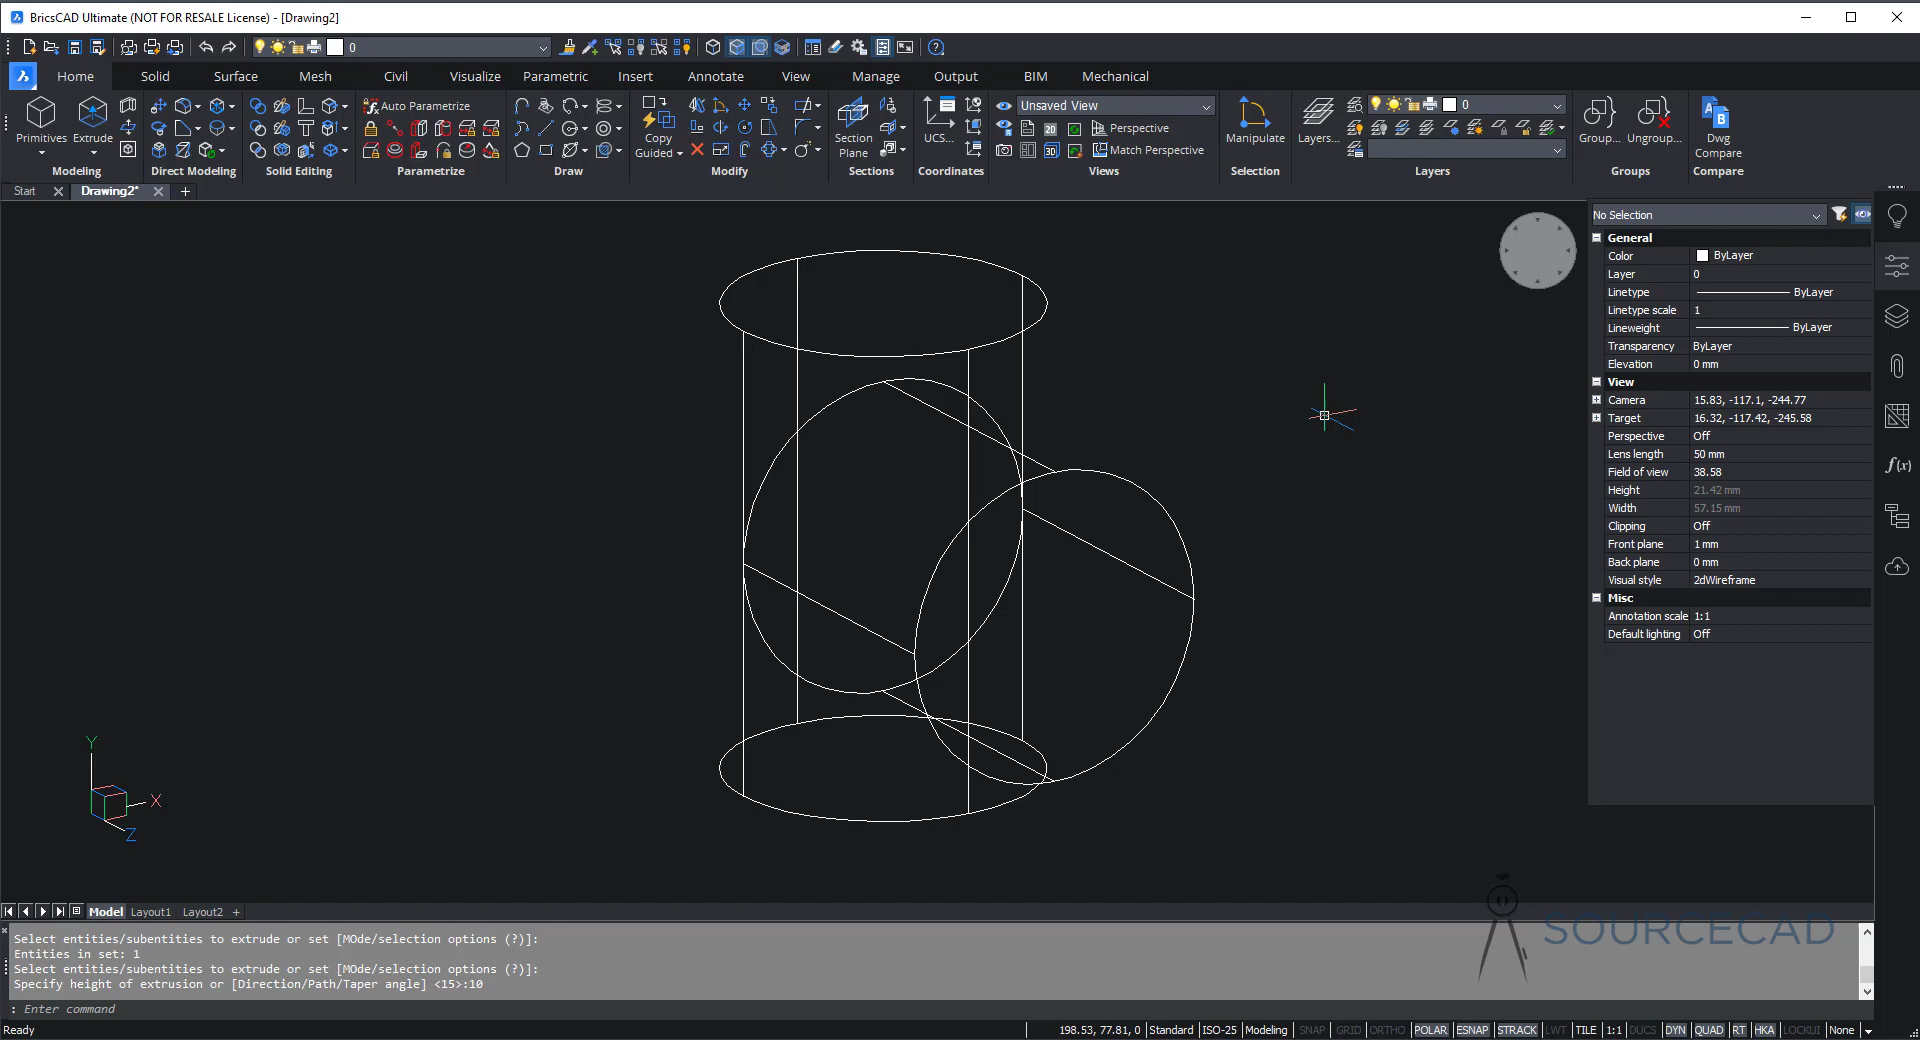 BricsCAD Ultimate (NOT FOR RESALE License) - [Drawing2]
0
Home Solid Surface Mesh Civil Visualize Parametric Insert Annotate View Manage Output BIM Mechanical
Auto Parametrize
Unsaved View
0
Primitives Extrude
Copy Guided
Section Plane
UCS...
2D
Perspective
3D
Match Perspective
Manipulate
Layers...
Group... Ungroup...
A B
Dwg Compare
Modeling Direct Modeling Solid Editing Parametrize Draw Modify Sections Coordinates Views Selection Layers Groups Compare
Start Drawing2* +
No Selection
General
Color ByLayer
Layer 0
Linetype ByLayer
Linetype scale 1
Lineweight ByLayer
Transparency ByLayer
Elevation 0 mm
View
Camera 15.83, -117.1, -244.77
Target 16.32, -117.42, -245.58
Perspective Off
Lens length 50 mm
Field of view 38.58
Height 21.42 mm
Width 57.15 mm
Clipping Off
Front plane 1 mm
Back plane 0 mm
Visual style 2dWireframe
Misc
Annotation scale 1:1
Default lighting Off
f(x)
Y
X
Z
Model Layout1 Layout2 +
SOURCECAD
Select entities/subentities to extrude or set [MOde/selection options (?)]:
Entities in set: 1
Select entities/subentities to extrude or set [MOde/selection options (?)]:
Specify height of extrusion or [Direction/Path/Taper angle] <15>:10
: Enter command
Ready 198.53, 77.81, 0 Standard ISO-25 Modeling SNAP GRID ORTHO POLAR ESNAP STRACK LWT TILE 1:1 DUCS DYN QUAD RT HKA LOCKUI None